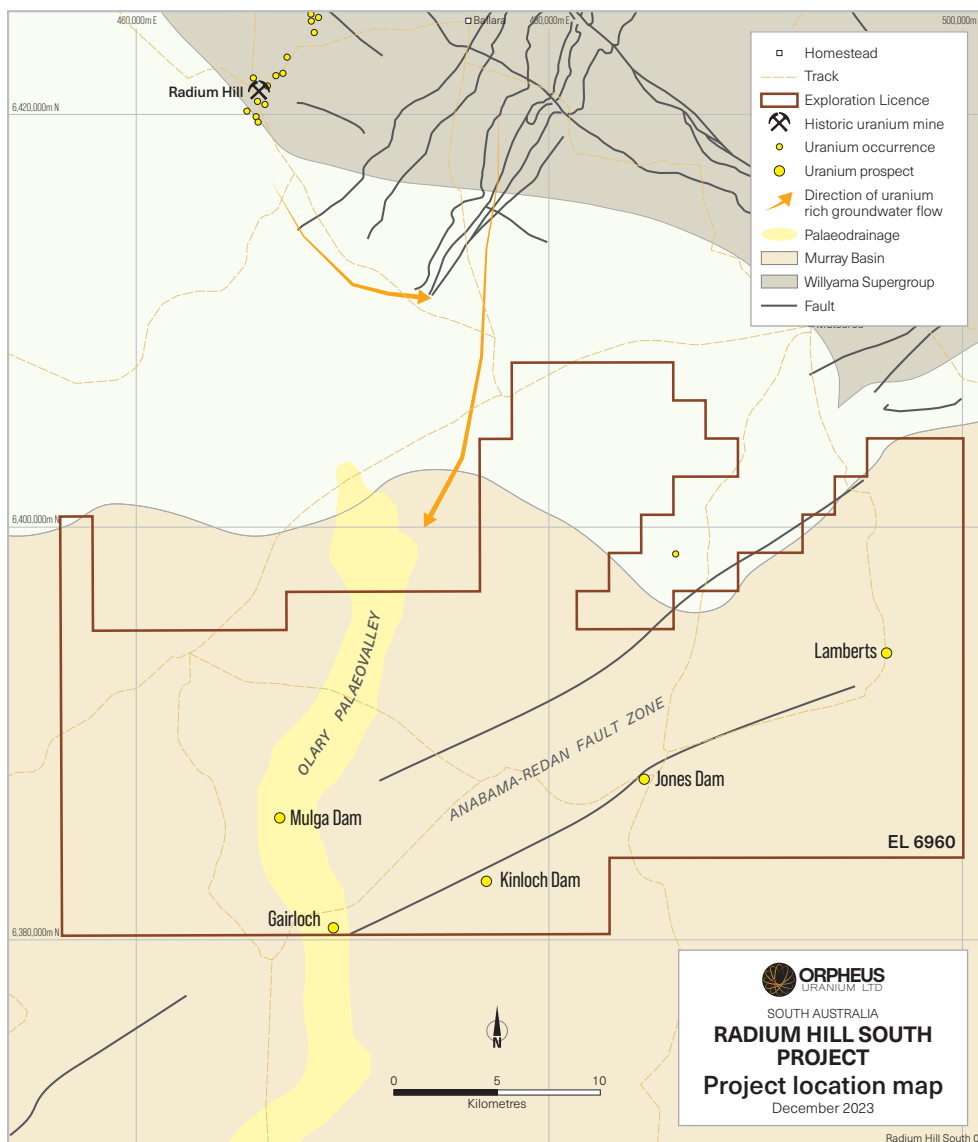 460,000m E
Ballara
480,000m E
500,000m
Homestead
Track
Exploration Licence
Historic uranium mine
Uranium occurrence
Uranium prospect
Direction of uranium
rich groundwater flow
Palaeodrainage
Murray Basin
Willyama Supergroup
Fault
Radium Hill
6,420,000m N
6,400,000m N
OLARY PALAEOVALLEY
Lamberts
ANABAMA-REDAN FAULT ZONE
Jones Dam
Mulga Dam
EL 6960
Kinloch Dam
Gairloch
6,380,000m N
N
0 5 10
Kilometres
ORPHEUS
URANIUM LTD
SOUTH AUSTRALIA
RADIUM HILL SOUTH
PROJECT
Project location map
December 2023
Radium Hill South